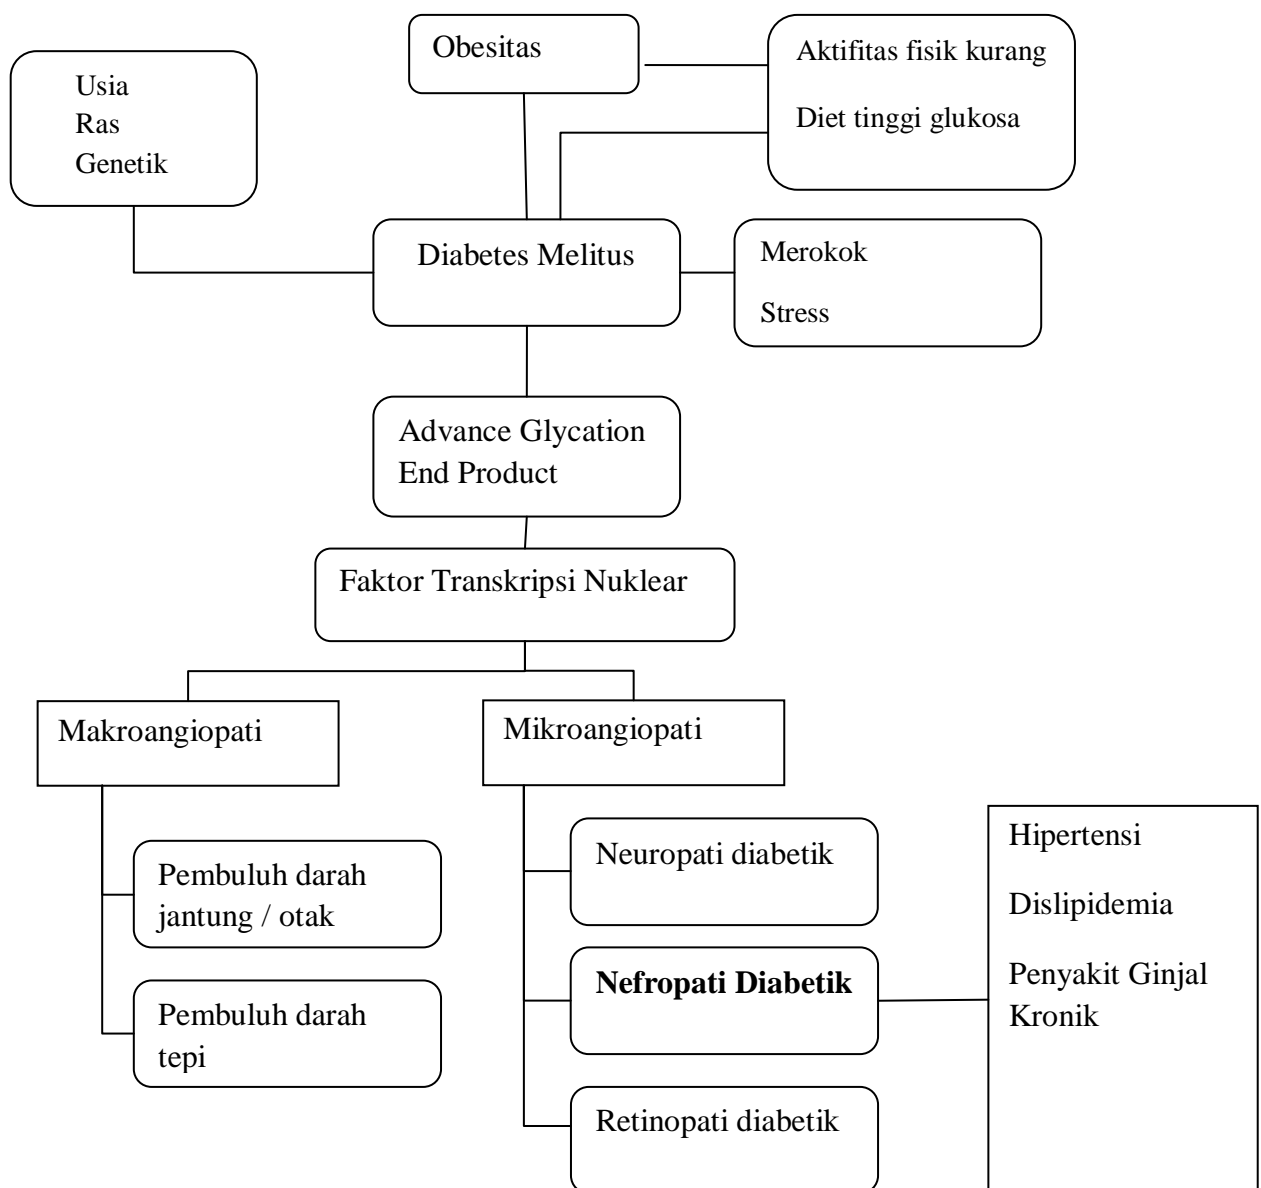 Obesitas
Aktifitas fisik kurang
Diet tinggi glukosa
Usia
Ras
Genetik
Diabetes Melitus
Merokok
Stress
Advance Glycation
End Product
Faktor Transkripsi Nuklear
Makroangiopati
Mikroangiopati
Pembuluh darah
jantung / otak
Pembuluh darah
tepi
Neuropati diabetik
Nefropati Diabetik
Retinopati diabetik
Hipertensi
Dislipidemia
Penyakit Ginjal
Kronik